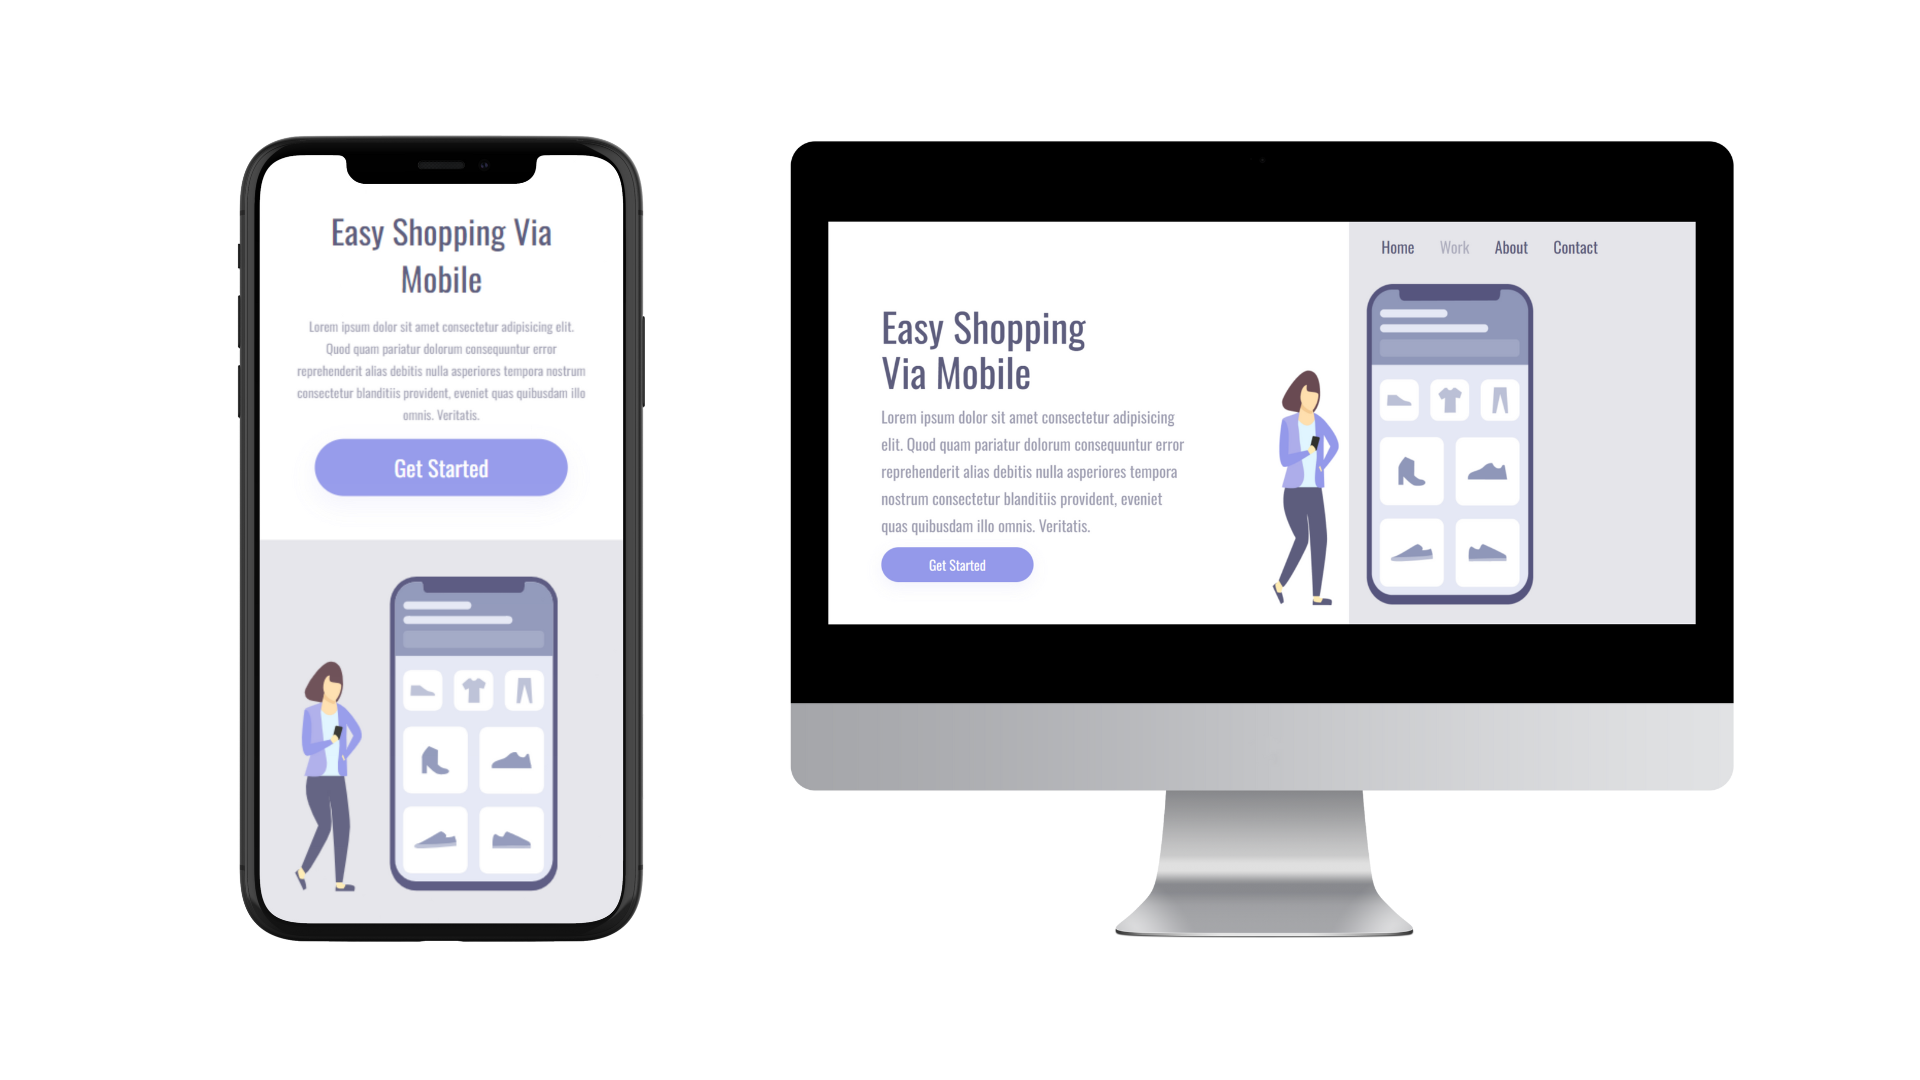 Easy Shopping Via
Mobile
Lorem ipsum dolor sit amet consectetur adipisicing elit.
Quod quam pariatur dolorum consequuntur error
reprehenderit alias debitis nulla asperiores tempora nostrum
consectetur blanditiis provident, eveniet quas quibusdam illo
omnis. Veritatis.
Get Started
Home Work About Contact
Easy Shopping
Via Mobile
Lorem ipsum dolor sit amet consectetur adipisicing
elit. Quod quam pariatur dolorum consequuntur error
reprehenderit alias debitis nulla asperiores tempora
nostrum consectetur blanditiis provident, eveniet
quas quibusdam illo omnis. Veritatis.
Get Started